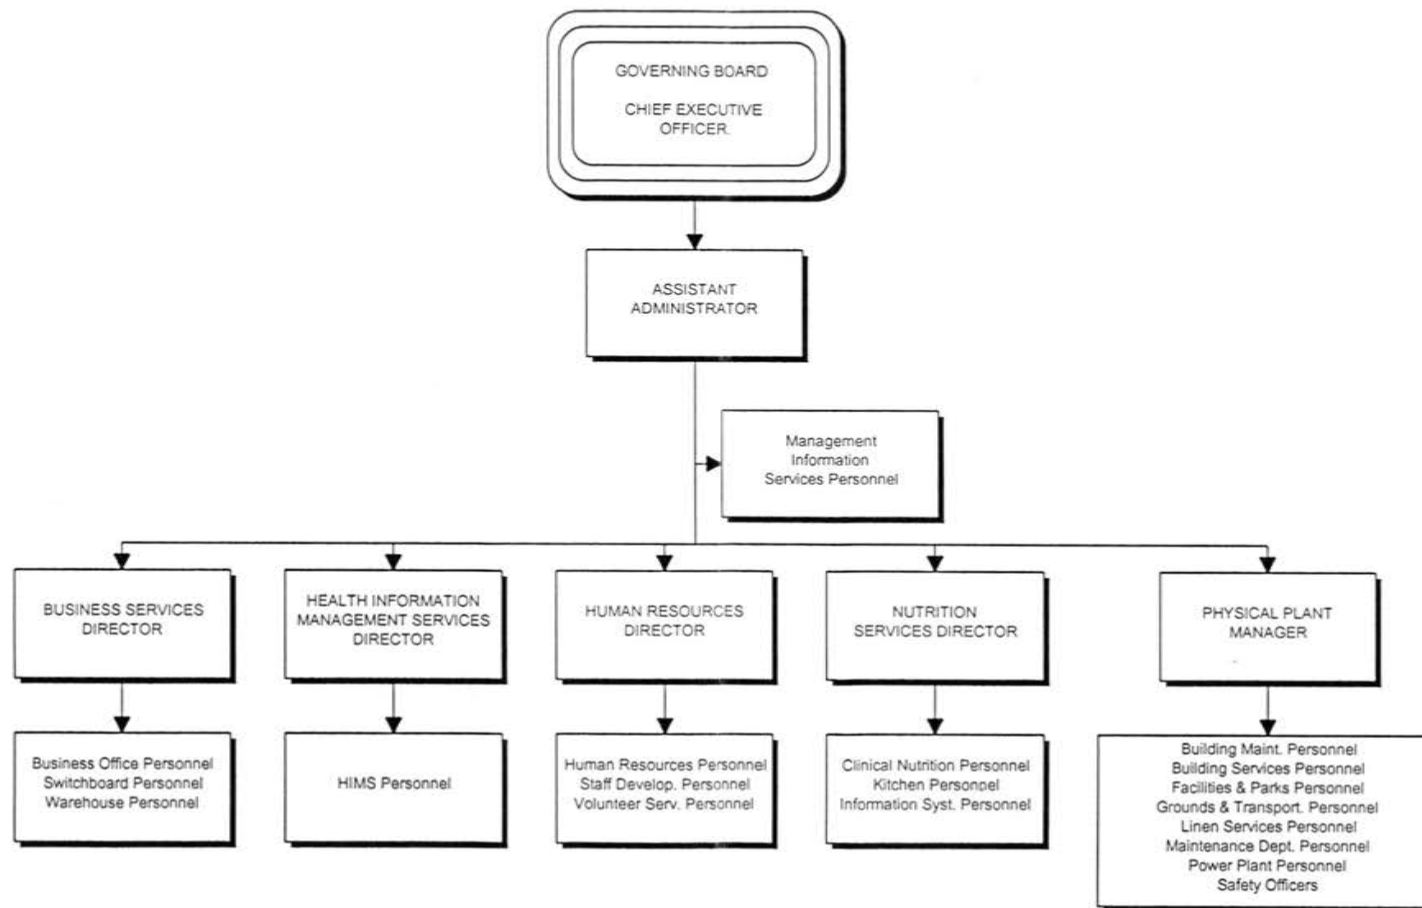 GOVERNING BOARD
CHIEF EXECUTIVE
OFFICER.
ASSISTANT
ADMINISTRATOR
Management
Information
Services Personnel
BUSINESS SERVICES
DIRECTOR
HEALTH INFORMATION
MANAGEMENT SERVICES
DIRECTOR
HUMAN RESOURCES
DIRECTOR
NUTRITION
SERVICES DIRECTOR
PHYSICAL PLANT
MANAGER
Business Office Personnel
Switchboard Personnel
Warehouse Personnel
HIMS Personnel
Human Resources Personnel
Staff Develop. Personnel
Volunteer Serv. Personnel
Clinical Nutrition Personnel
Kitchen Personnel
Information Syst. Personnel
Building Maint. Personnel
Building Services Personnel
Facilities & Parks Personnel
Grounds & Transport. Personnel
Linen Services Personnel
Maintenance Dept. Personnel
Power Plant Personnel
Safety Officers